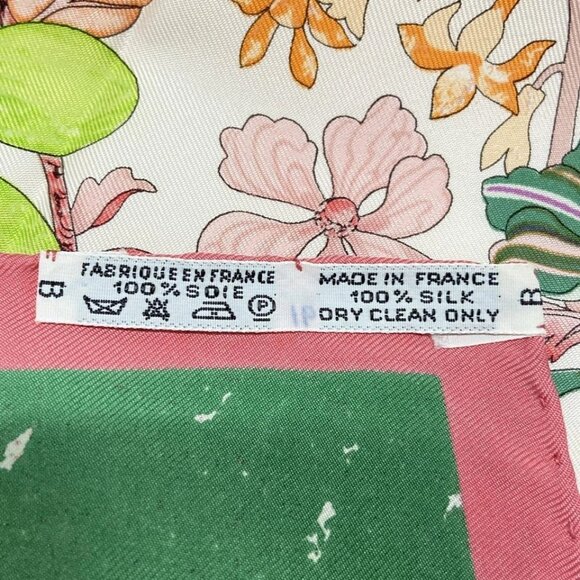 FABRIQUE EN FRANCE
100% SOIE
P
B
MADE IN FRANCE
100% SILK
DRY CLEAN ONLY
B